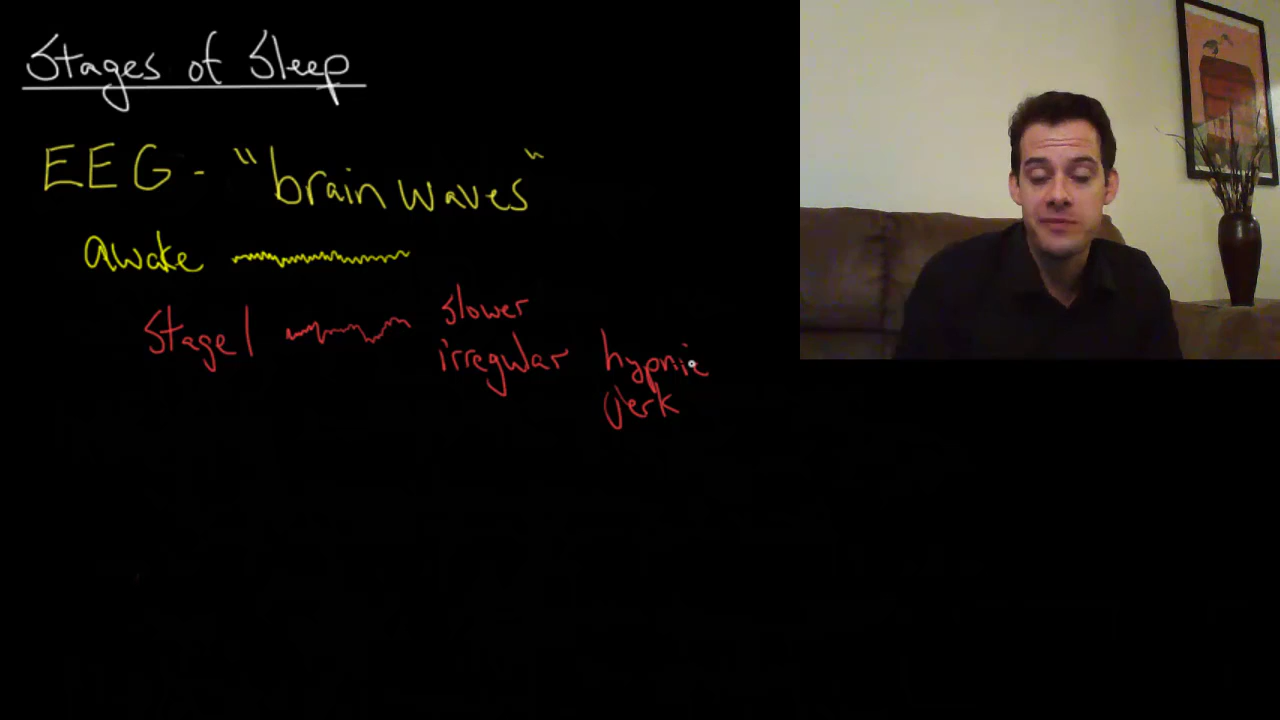 Stages of Sleep
EEG - "brain waves"
awake
Stage 1
slower
irregular
hypnic
jerk